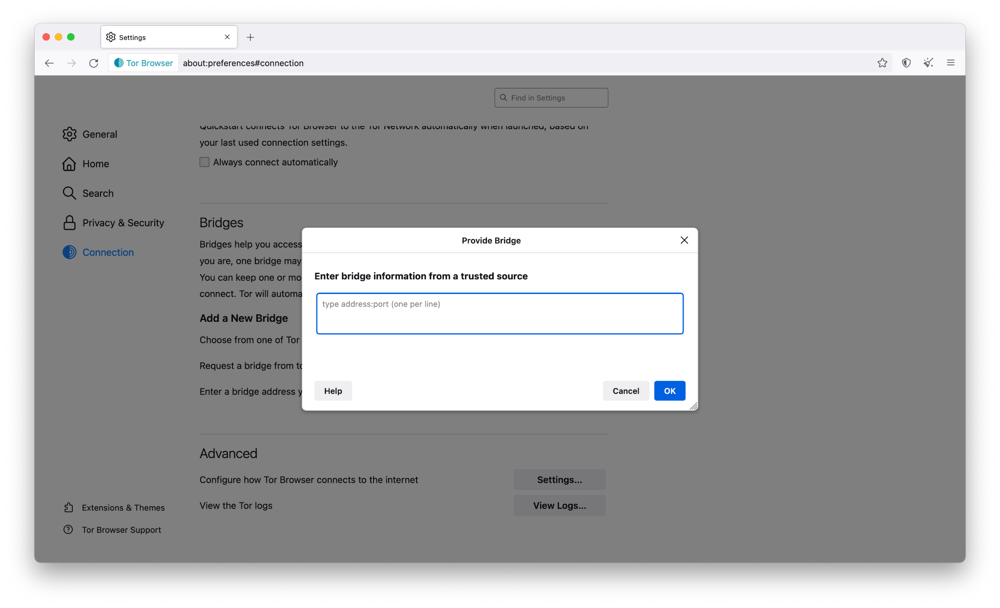 Settings
Tor Browser about:preferences#connection
Find in Settings
General
Home
Search
Privacy & Security
Connection
Extensions & Themes
Tor Browser Support
Quickstart connects Tor Browser to the Tor Network automatically when launched, based on
your last used connection settings.
Always connect automatically
Bridges
Bridges help you access
you are, one bridge may
You can keep one or mo
connect. Tor will automa
Add a New Bridge
Choose from one of Tor
Request a bridge from to
Enter a bridge address y
Advanced
Configure how Tor Browser connects to the internet
Settings...
View the Tor logs
View Logs...
Provide Bridge
Enter bridge information from a trusted source
type address:port (one per line)
Help
Cancel
OK